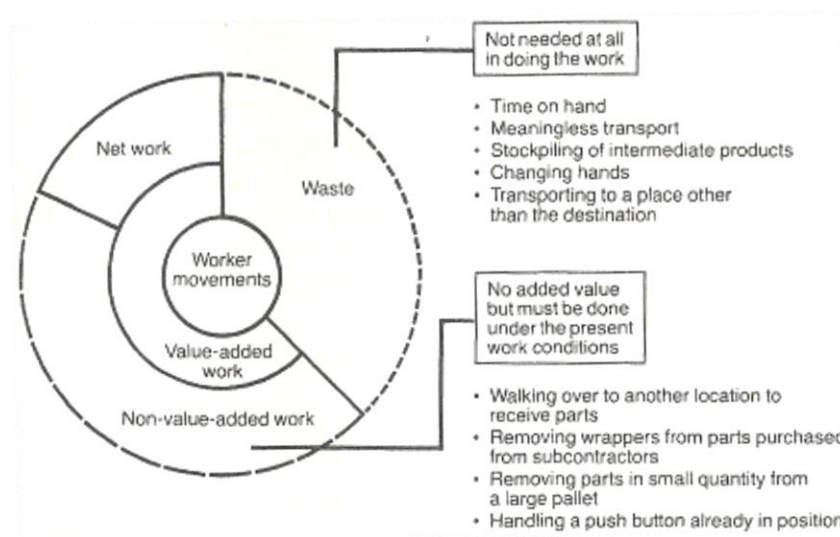 Net work
Waste
Worker
movements
Value-added
work
Non-value-added work
Not needed at all
in doing the work
• Time on hand
• Meaningless transport
• Stockpiling of intermediate products
• Changing hands
• Transporting to a place other
than the destination
No added value
but must be done
under the present
work conditions
• Walking over to another location to
receive parts
• Removing wrappers from parts purchased
from subcontractors
• Removing parts in small quantity from
a large pallet
• Handling a push button already in position